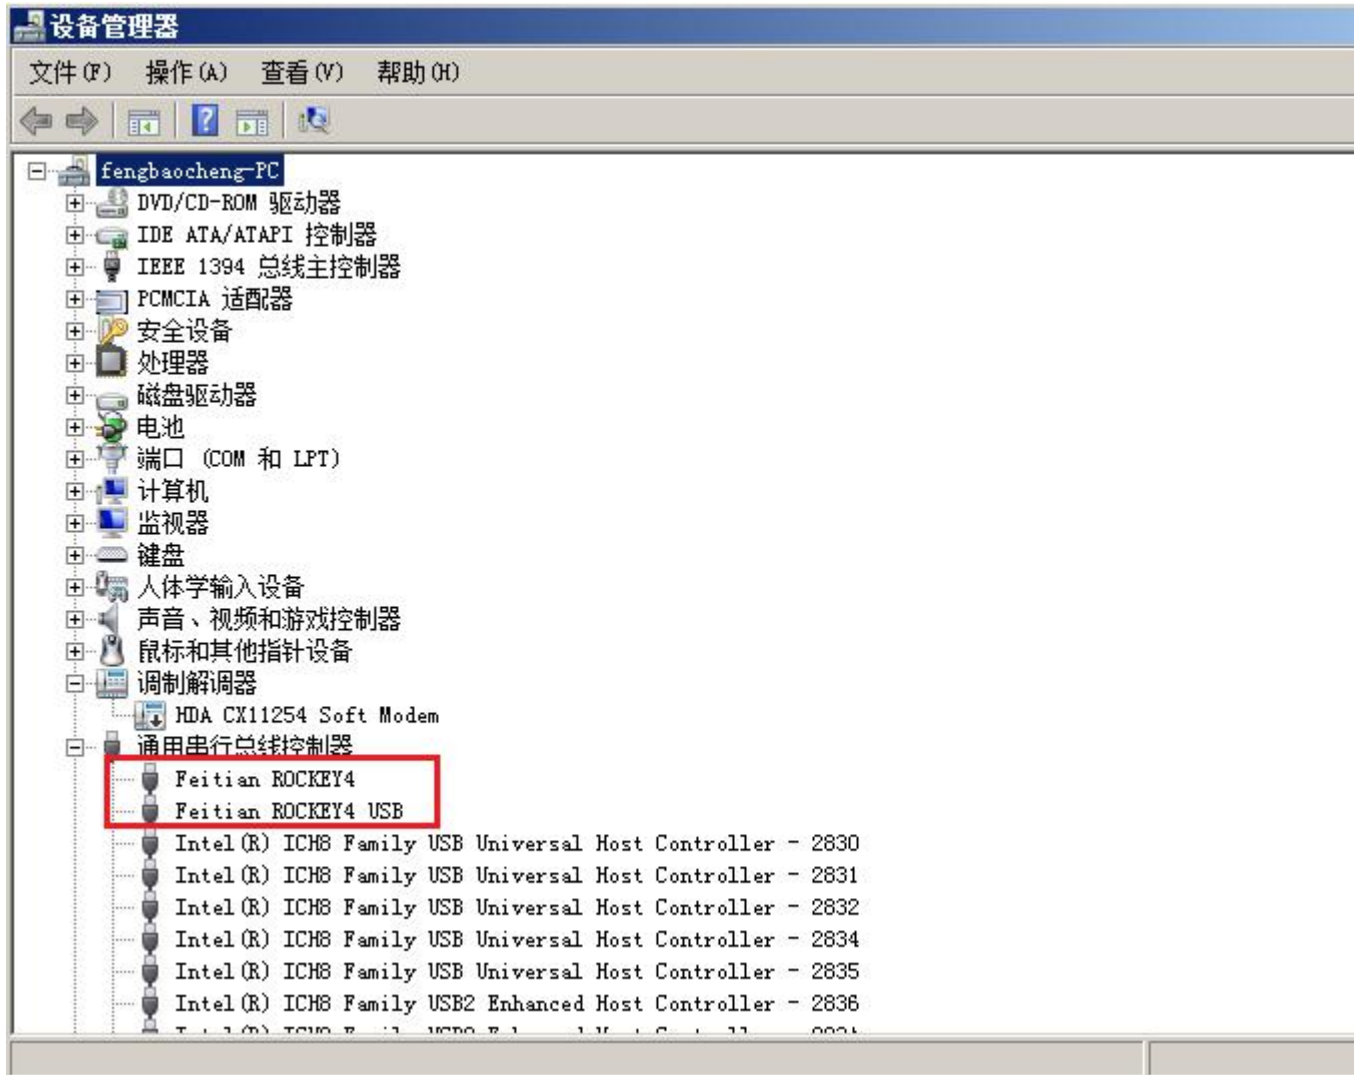 设备管理器
文件(F) 操作(A) 查看(V) 帮助(H)
fengbaocheng-PC
DVD/CD-ROM 驱动器
IDE ATA/ATAPI 控制器
IEEE 1394 总线主控制器
PCMCIA 适配器
安全设备
处理器
磁盘驱动器
电池
端口 (COM 和 LPT)
计算机
监视器
键盘
人体学输入设备
声音、视频和游戏控制器
鼠标和其他指针设备
调制解调器
HDA CX11254 Soft Modem
通用串行总线控制器
Feitian ROCKEY4
Feitian ROCKEY4 USB
Intel(R) ICH8 Family USB Universal Host Controller - 2830
Intel(R) ICH8 Family USB Universal Host Controller - 2831
Intel(R) ICH8 Family USB Universal Host Controller - 2832
Intel(R) ICH8 Family USB Universal Host Controller - 2834
Intel(R) ICH8 Family USB Universal Host Controller - 2835
Intel(R) ICH8 Family USB2 Enhanced Host Controller - 2836